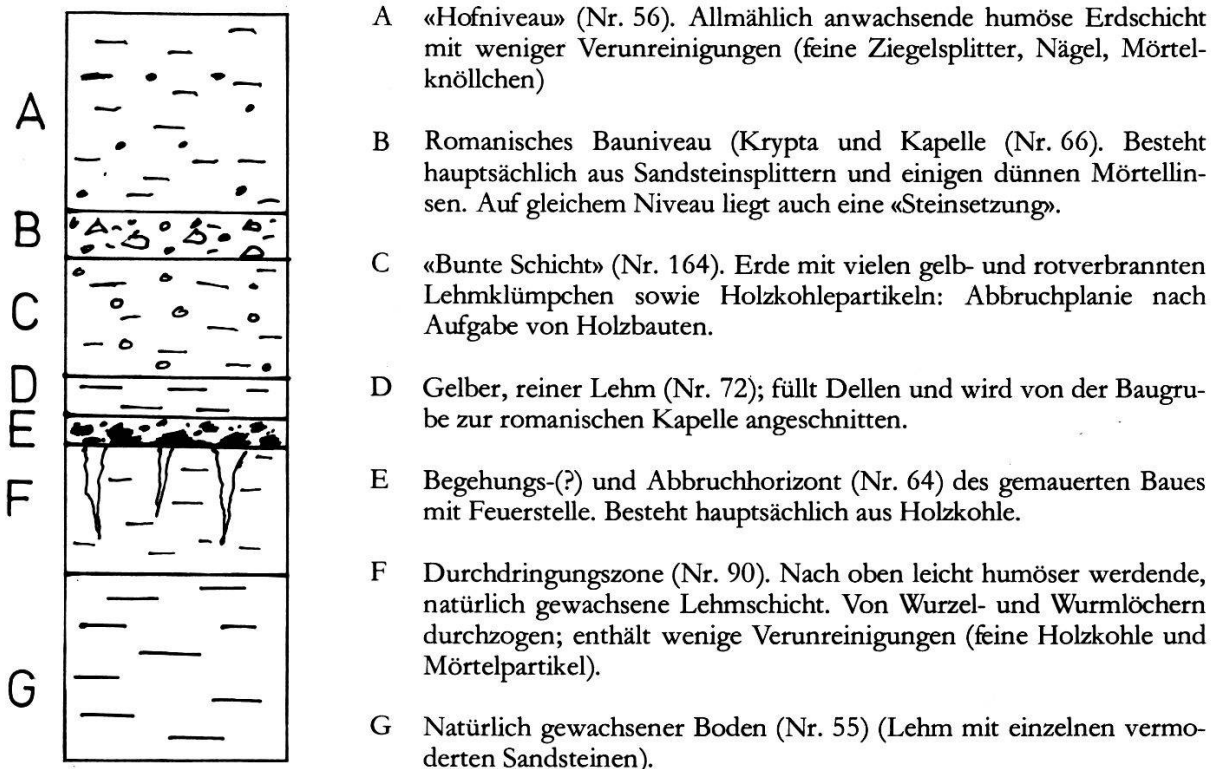 A
B
C
D
E
F
G
A «Hofniveau» (Nr. 56). Allmählich anwachsende humöse Erdschicht
mit weniger Verunreinigungen (feine Ziegelsplitter, Nägel, Mörtel-
knöllchen)
B Romanisches Bauniveau (Krypta und Kapelle (Nr. 66). Besteht
hauptsächlich aus Sandsteinsplittern und einigen dünnen Mörtellin-
sen. Auf gleichem Niveau liegt auch eine «Steinsetzung».
C «Bunte Schicht» (Nr. 164). Erde mit vielen gelb- und rotverbrannten
Lehmklümpchen sowie Holzkohlepartikeln: Abbruchplanie nach
Aufgabe von Holzbauten.
D Gelber, reiner Lehm (Nr. 72); füllt Dellen und wird von der Baugru-
be zur romanischen Kapelle angeschnitten.
E Begehungs-(?) und Abbruchhorizont (Nr. 64) des gemauerten Baues
mit Feuerstelle. Besteht hauptsächlich aus Holzkohle.
F Durchdringungszone (Nr. 90). Nach oben leicht humöser werdende,
natürlich gewachsene Lehmschicht. Von Wurzel- und Wurmlöchern
durchzogen; enthält wenige Verunreinigungen (feine Holzkohle und
Mörtelpartikel).
G Natürlich gewachsener Boden (Nr. 55) (Lehm mit einzelnen vermo-
derten Sandsteinen).